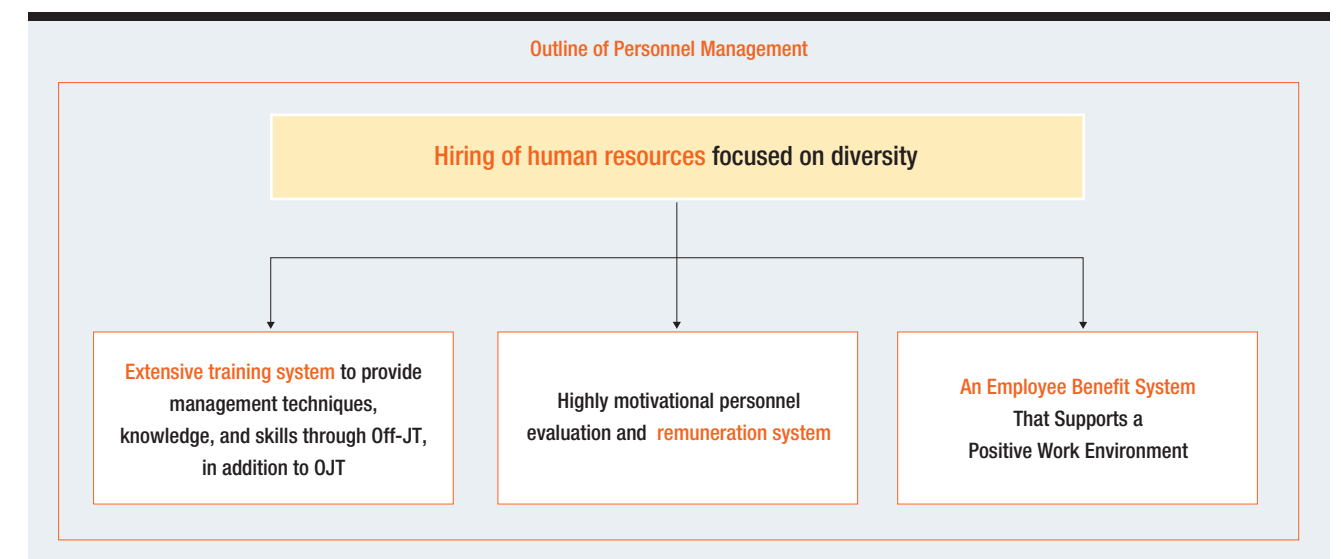 Outline of Personnel Management
Hiring of human resources focused on diversity
Extensive training system to provide
management techniques,
knowledge, and skills through Off-JT,
in addition to OJT
Highly motivational personnel
evaluation and remuneration system
An Employee Benefit System
That Supports a
Positive Work Environment